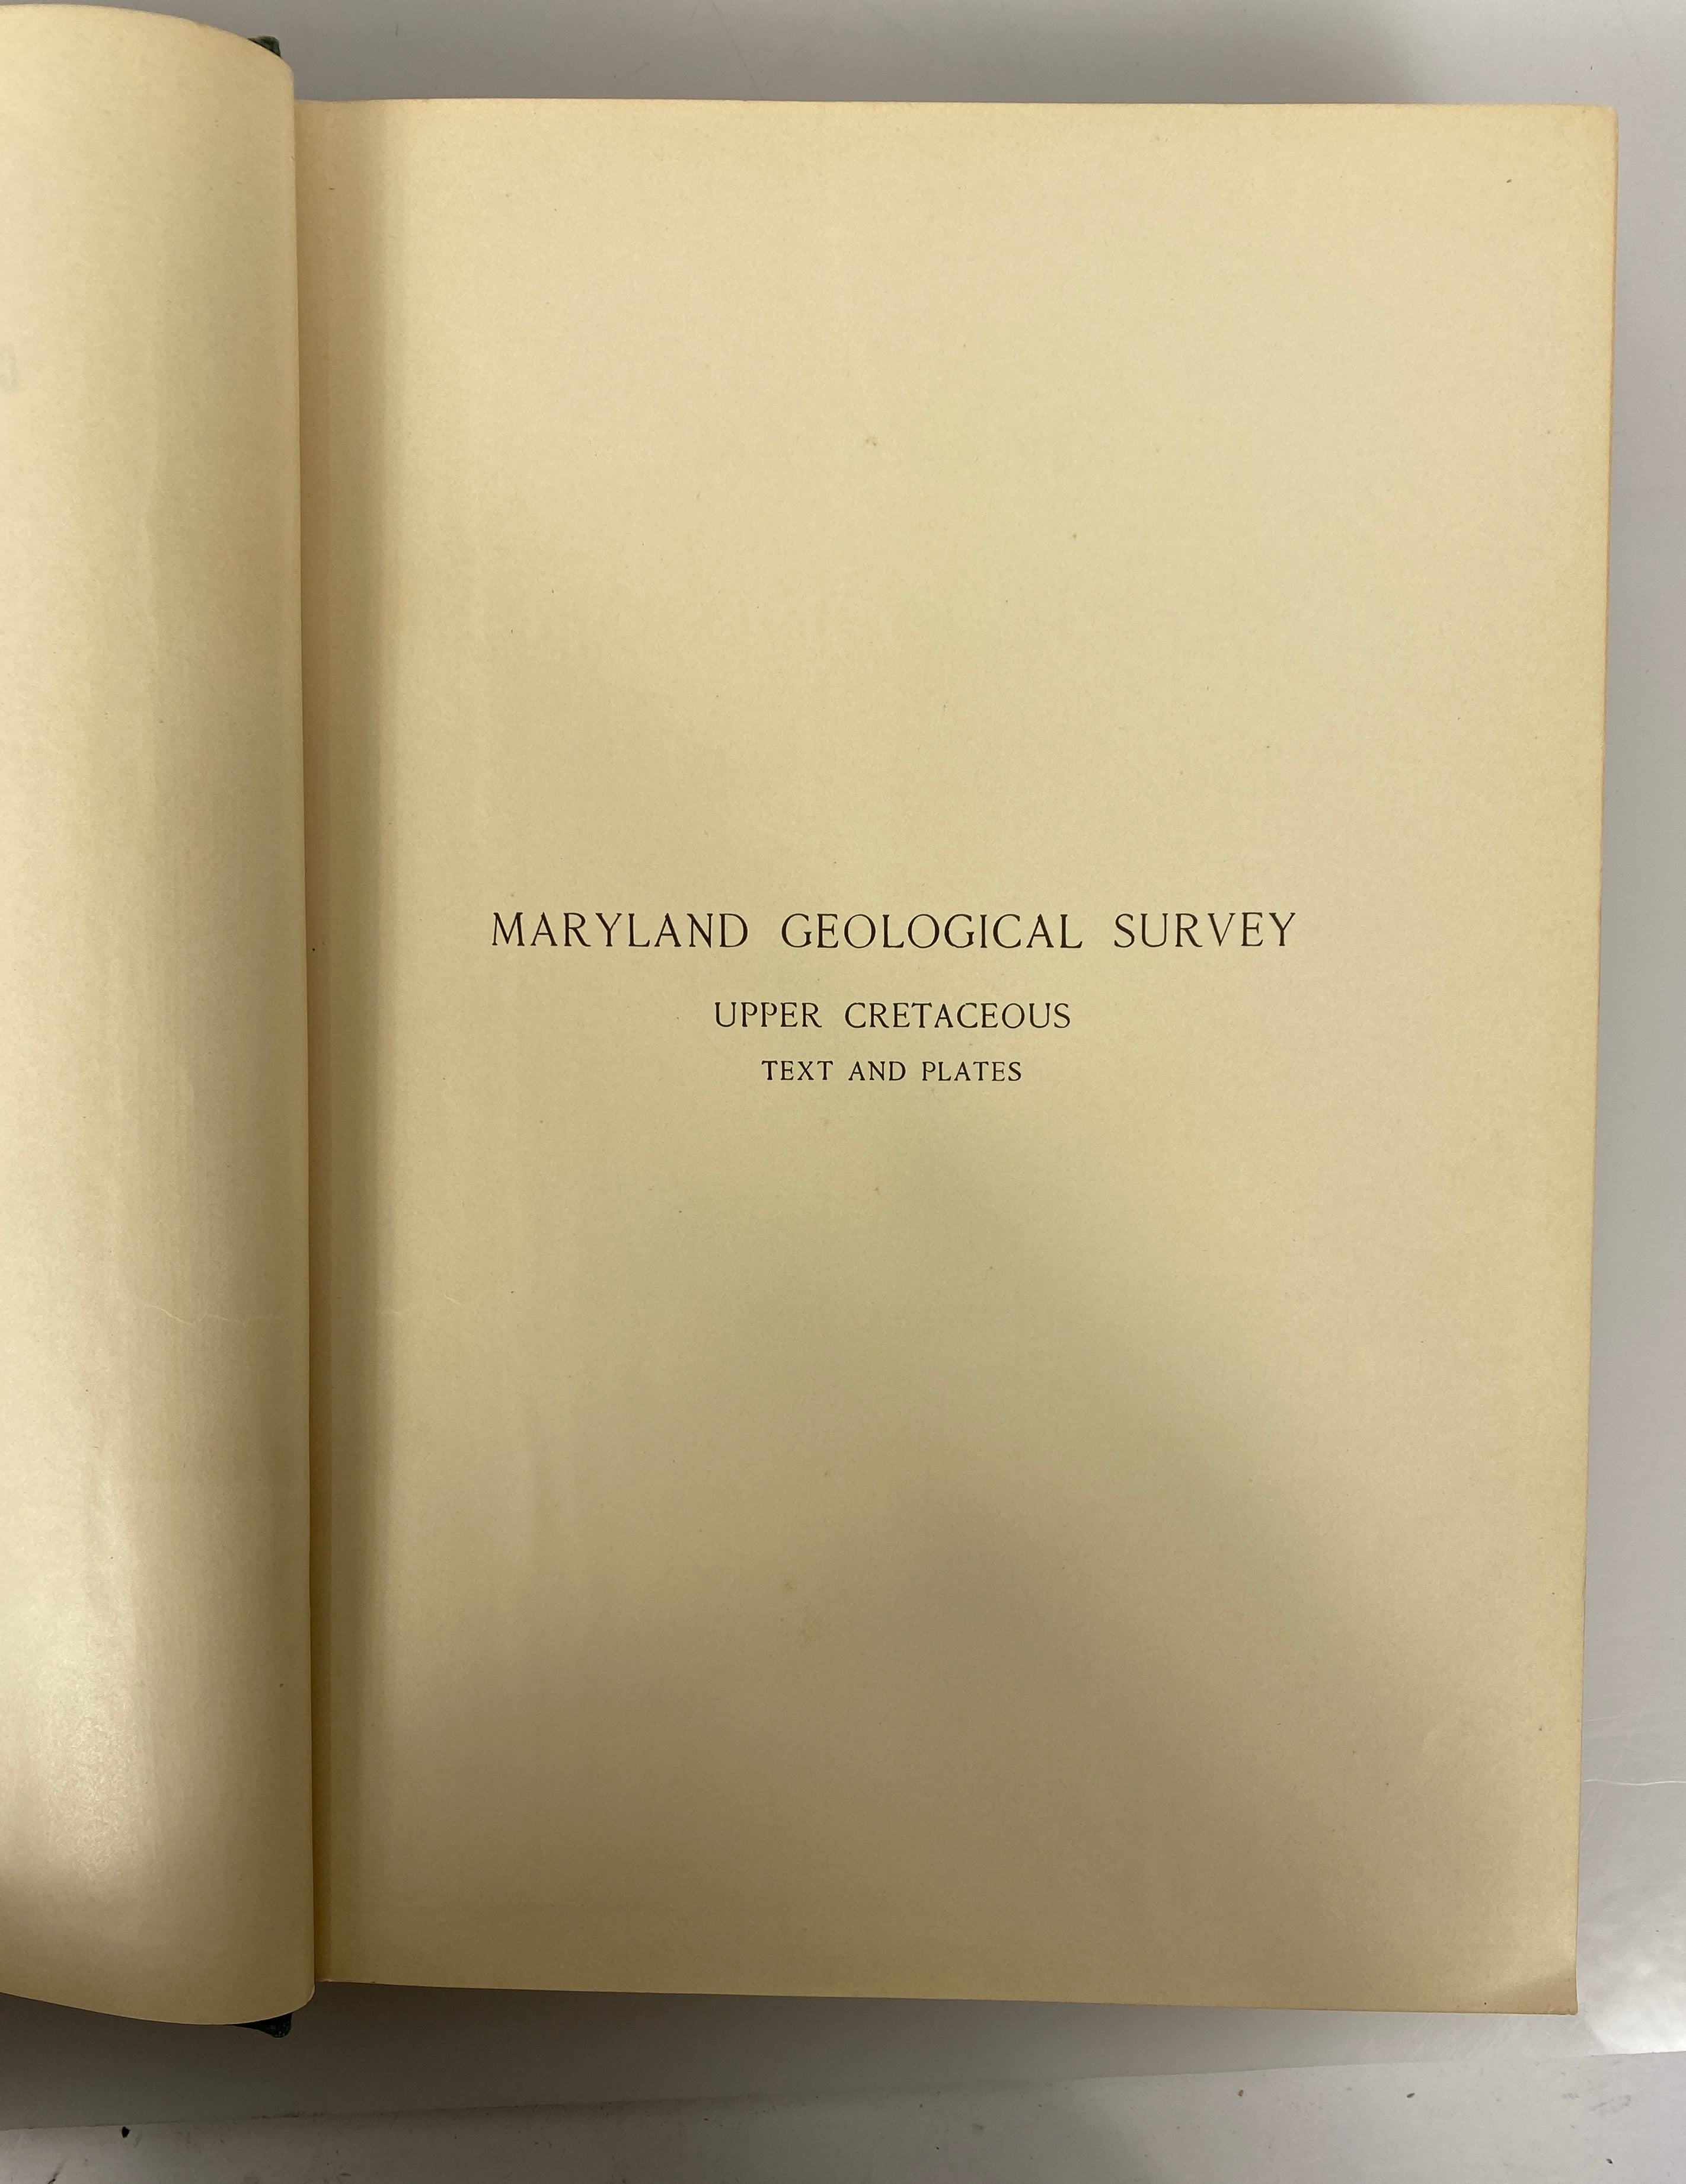 MARYLAND GEOLOGICAL SURVEY
UPPER CRETACEOUS
TEXT AND PLATES